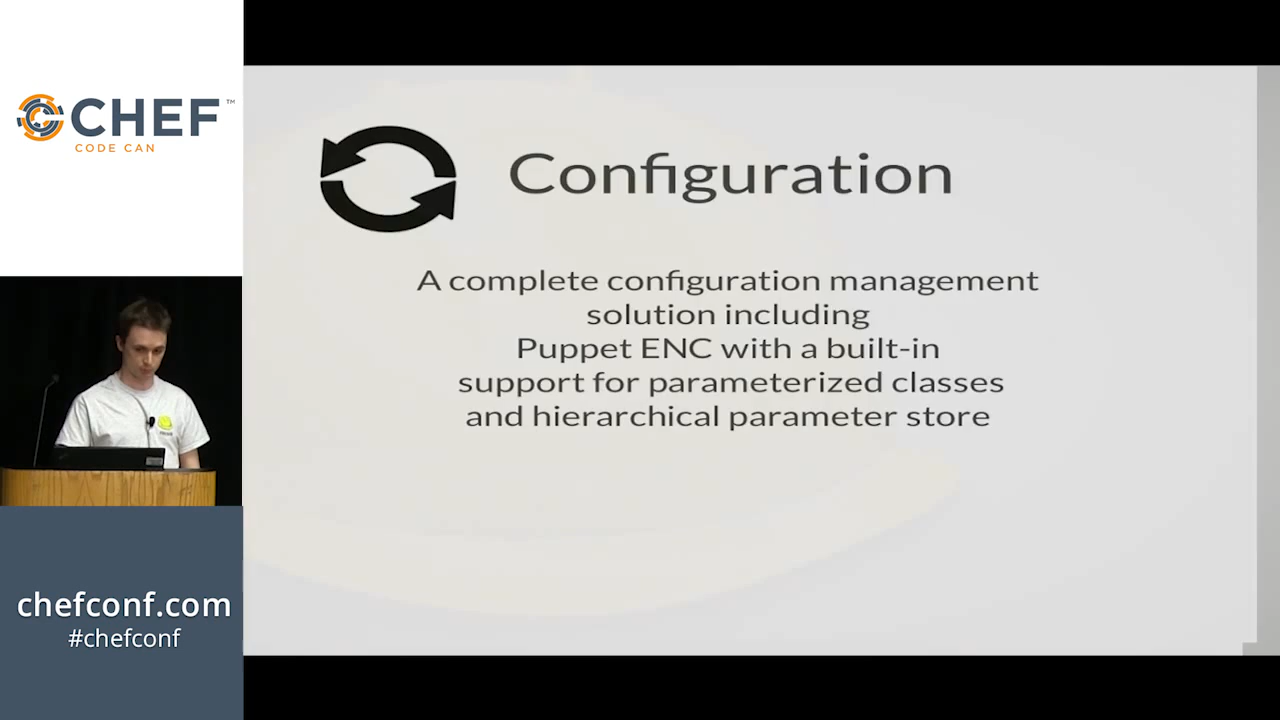 CHEF™
CODE CAN
Configuration
A complete configuration management
solution including
Puppet ENC with a built-in
support for parameterized classes
and hierarchical parameter store
chefconf.com
#chefconf